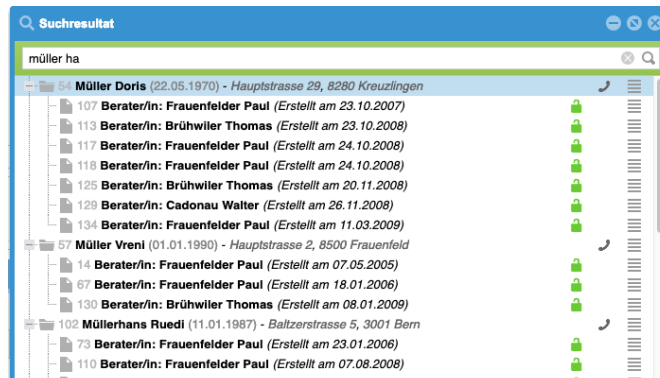 Suchresultat
müller ha
54 Müller Doris (22.05.1970) - Hauptstrasse 29, 8280 Kreuzlingen
107 Berater/in: Frauenfelder Paul (Erstellt am 23.10.2007)
113 Berater/in: Brühwiler Thomas (Erstellt am 23.10.2008)
117 Berater/in: Frauenfelder Paul (Erstellt am 24.10.2008)
118 Berater/in: Frauenfelder Paul (Erstellt am 24.10.2008)
125 Berater/in: Brühwiler Thomas (Erstellt am 20.11.2008)
129 Berater/in: Cadonau Walter (Erstellt am 26.11.2008)
134 Berater/in: Frauenfelder Paul (Erstellt am 11.03.2009)
57 Müller Vreni (01.01.1990) - Hauptstrasse 2, 8500 Frauenfeld
14 Berater/in: Frauenfelder Paul (Erstellt am 07.05.2005)
67 Berater/in: Frauenfelder Paul (Erstellt am 18.01.2006)
130 Berater/in: Brühwiler Thomas (Erstellt am 08.01.2009)
102 Müllerhans Ruedi (11.01.1987) - Baltzerstrasse 5, 3001 Bern
73 Berater/in: Frauenfelder Paul (Erstellt am 23.01.2006)
110 Berater/in: Frauenfelder Paul (Erstellt am 07.08.2008)